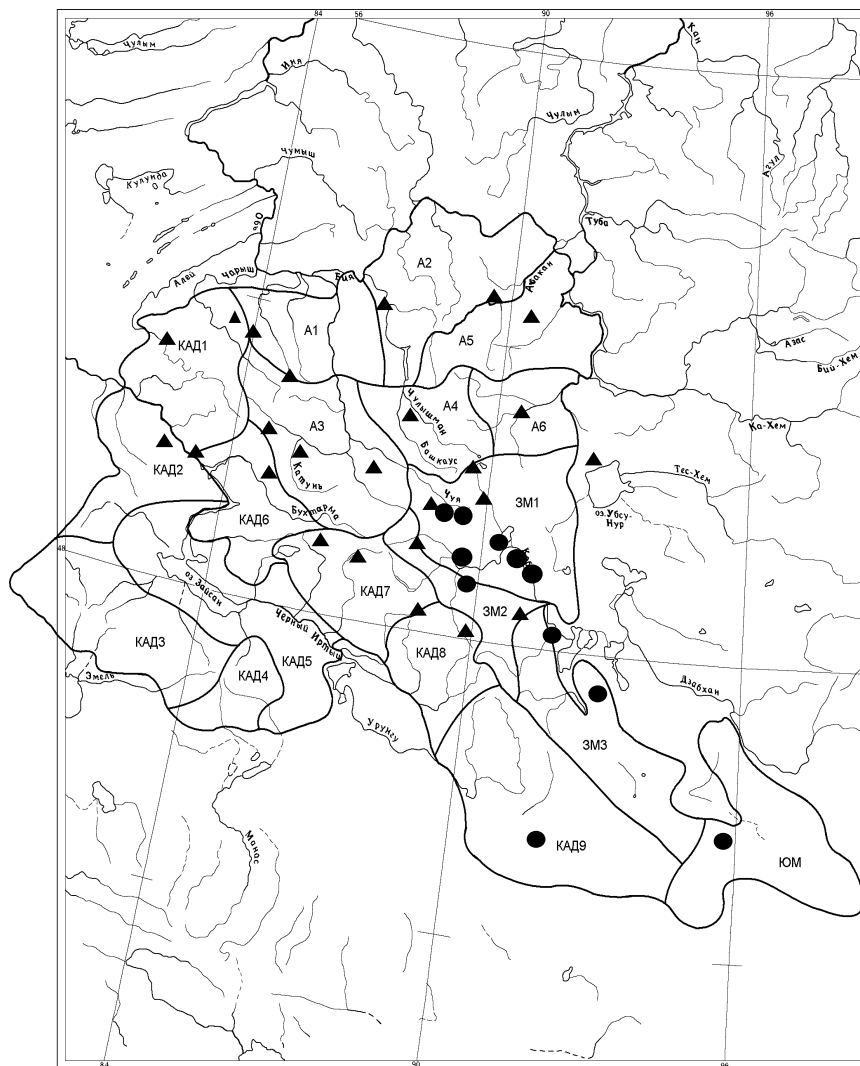 84
56
90
96
Чулым
Иня
Кан
Чулым
Чумыш
Агул
Кулунда
Обь
Туба
А2
Алей
Чарыш
Бия
Абакан
А1
А5
КАД1
Азас
Бий-Хем
Чулышман
А4
А3
А6
Ка-Хем
Башкаус
КАД2
Катунь
Тес-Хем
Чуя
ЗМ1
Бухтарма
оз.Убсу-
Нур
КАД6
48
оз Зайсан
КАД7
Черный Иртыш
ЗМ2
КАД3
КАД8
КАД5
КАД4
Эмель
Дзабхан
Урунгу
ЗМ3
Манас
КАД9
ЮМ
84
90
96